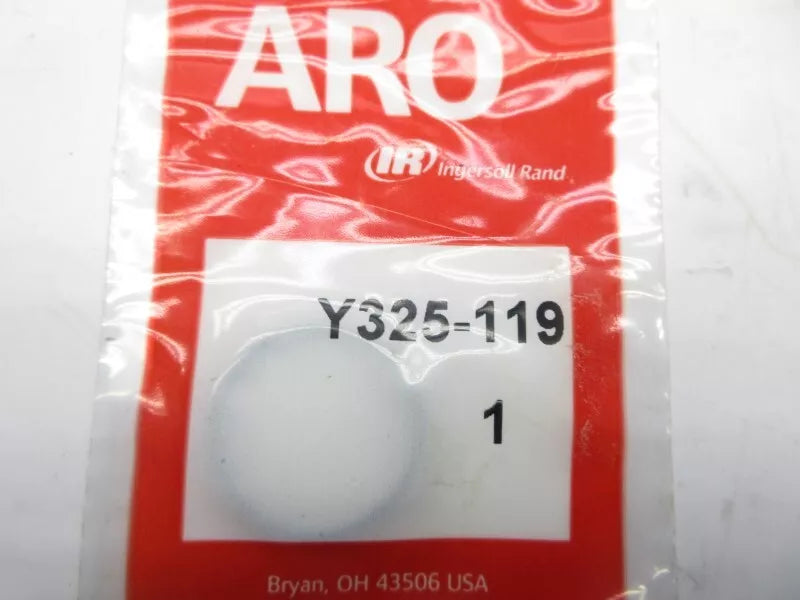 ARO
IR Ingersoll Rand
Y325-119
1
Bryan, OH 43506 USA